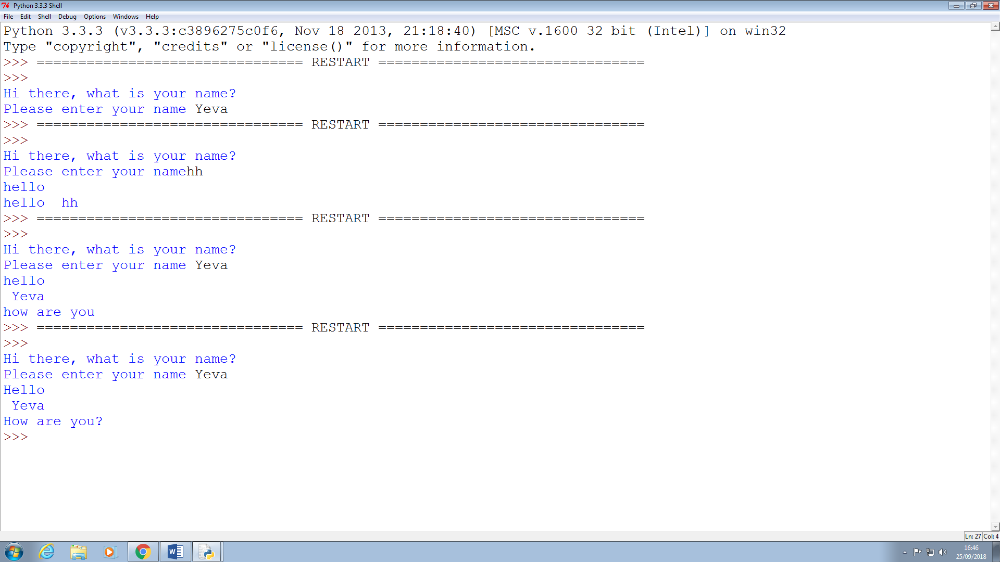 Python 3.3.3 Shell
File Edit Shell Debug Options Windows Help
Python 3.3.3 (v3.3.3:c3896275c0f6, Nov 18 2013, 21:18:40) [MSC v.1600 32 bit (Intel)] on win32
Type "copyright", "credits" or "license()" for more information.
>>> ================================ RESTART ================================
>>>
Hi there, what is your name?
Please enter your name Yeva
>>> ================================ RESTART ================================
>>>
Hi there, what is your name?
Please enter your namehh
hello
hello  hh
>>> ================================ RESTART ================================
>>>
Hi there, what is your name?
Please enter your name Yeva
hello
 Yeva
how are you
>>> ================================ RESTART ================================
>>>
Hi there, what is your name?
Please enter your name Yeva
Hello
 Yeva
How are you?
>>>
Ln: 27 Col: 4
16:46
25/09/2018